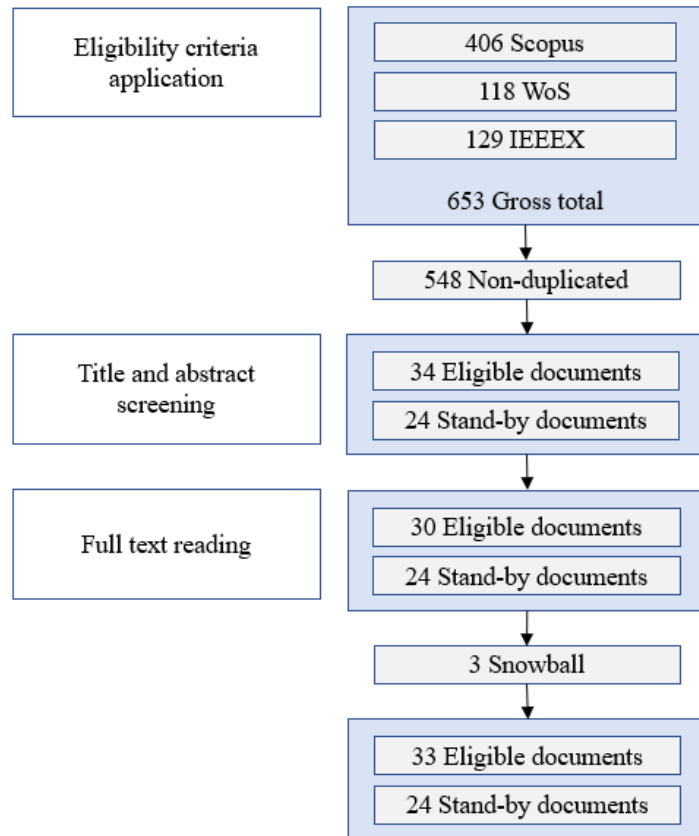 Eligibility criteria
application
406 Scopus
118 WoS
129 IEEEX
653 Gross total
548 Non-duplicated
Title and abstract
screening
34 Eligible documents
24 Stand-by documents
Full text reading
30 Eligible documents
24 Stand-by documents
3 Snowball
33 Eligible documents
24 Stand-by documents